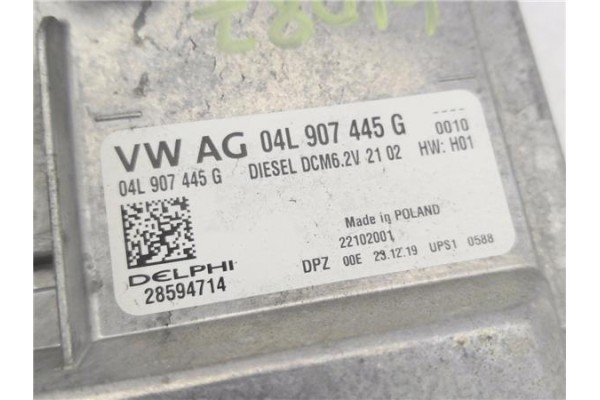 VW AG 04L 907 445 G 0010
04L 907 445 G DIESEL DCM6.2V 21 02 HW: H01
Made in POLAND
22102001
DELPHI DPZ 00E 23.12.19 UPS1 0588
28594714